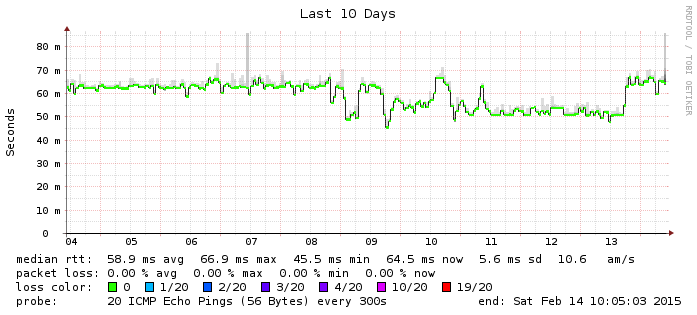 Last 10 Days
RRDTOOL / TOBI OETIKER
Seconds
80 m
70 m
60 m
50 m
40 m
30 m
20 m
10 m
0
04 05 06 07 08 09 10 11 12 13
median rtt: 58.9 ms avg 66.9 ms max 45.5 ms min 64.5 ms now 5.6 ms sd 10.6 am/s
packet loss: 0.00 % avg 0.00 % max 0.00 % min 0.00 % now
loss color: 0 1/20 2/20 3/20 4/20 10/20 19/20
probe: 20 ICMP Echo Pings (56 Bytes) every 300s end: Sat Feb 14 10:05:03 2015